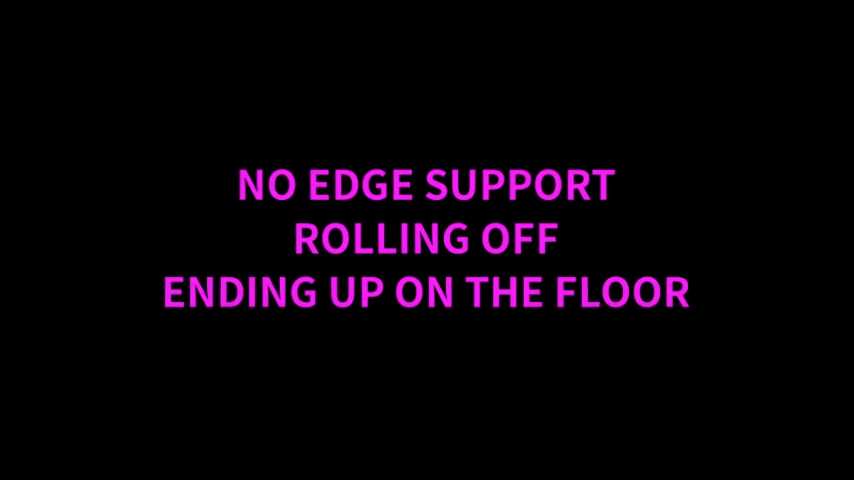 NO EDGE SUPPORT
ROLLING OFF
ENDING UP ON THE FLOOR